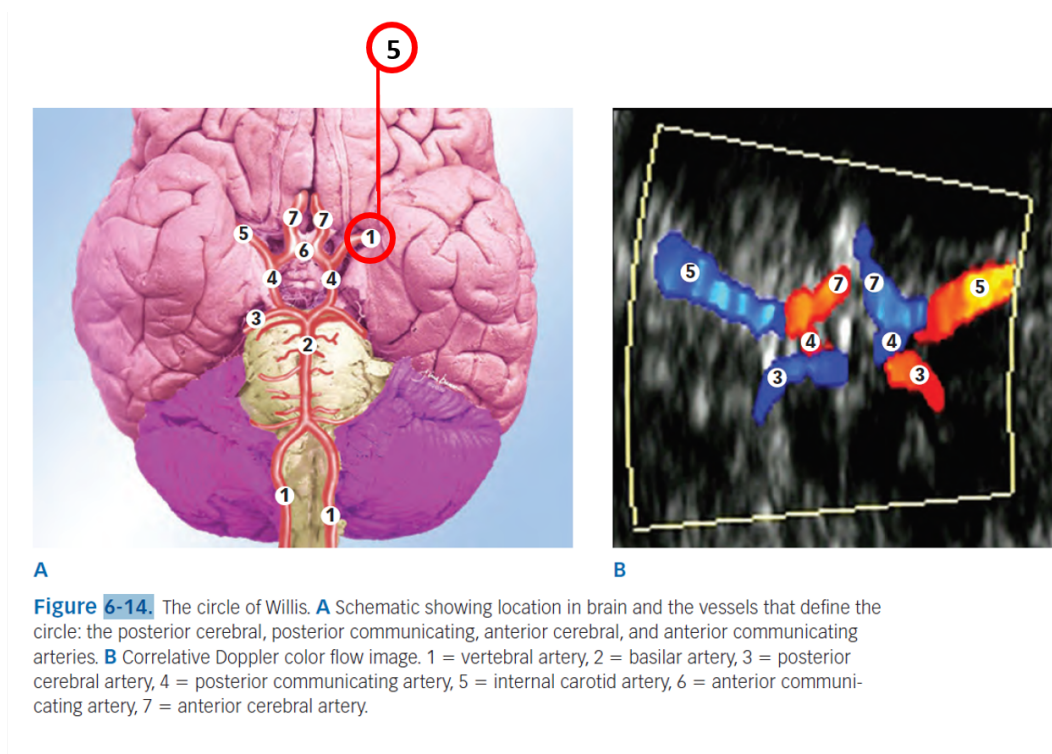 5
7 7
5 1
6
4 4
3
2
1
1
5
7 7
5
4 4
3 3
A B
Figure 6-14. The circle of Willis. A Schematic showing location in brain and the vessels that define the
circle: the posterior cerebral, posterior communicating, anterior cerebral, and anterior communicating
arteries. B Correlative Doppler color flow image. 1 = vertebral artery, 2 = basilar artery, 3 = posterior
cerebral artery, 4 = posterior communicating artery, 5 = internal carotid artery, 6 = anterior communi-
cating artery, 7 = anterior cerebral artery.